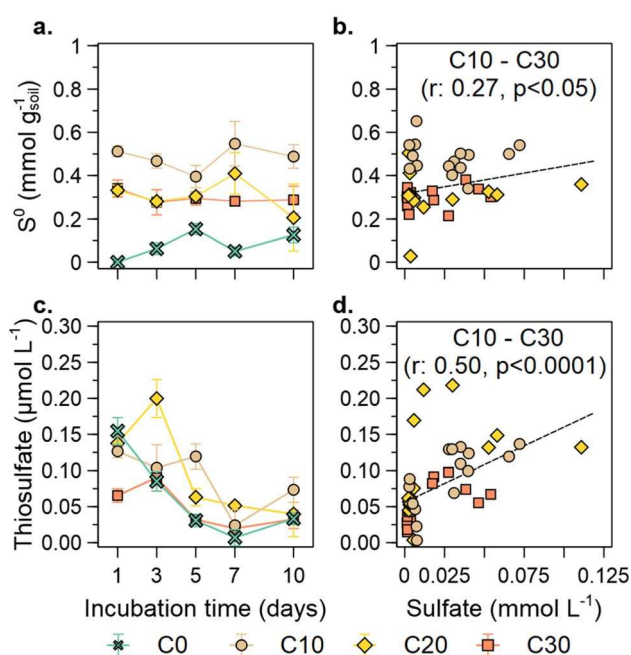 a.
b.
S⁰ (mmol g⁻¹soil)
1
0.8
0.6
0.4
0.2
0
1
0.8
0.6
0.4
0.2
0
C10 - C30
(r: 0.27, p<0.05)
c.
d.
Thiosulfate (µmol L⁻¹)
0.30
0.25
0.20
0.15
0.10
0.05
0.00
0.30
0.25
0.20
0.15
0.10
0.05
0.00
C10 - C30
(r: 0.50, p<0.0001)
1 3 5 7 10
0 0.025 0.075 0.125
Incubation time (days)
Sulfate (mmol L⁻¹)
C0 C10 C20 C30